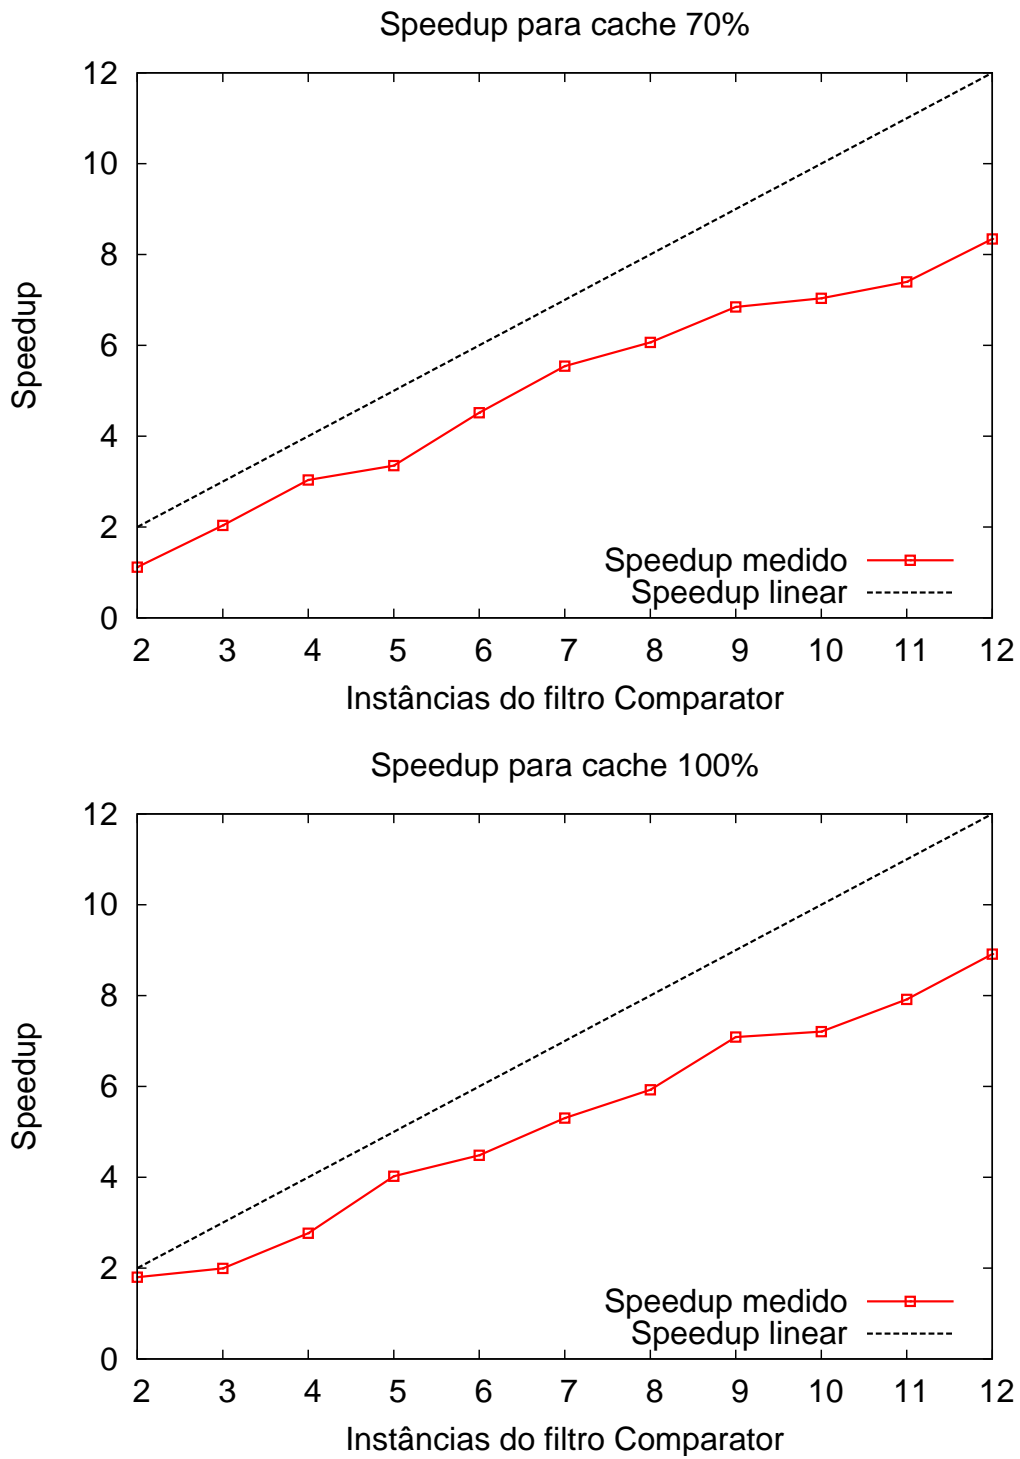 Speedup para cache 70%
12
10
8
6
4
2
0
Speedup
Speedup medido
Speedup linear
2 3 4 5 6 7 8 9 10 11 12
Instâncias do filtro Comparator
Speedup para cache 100%
12
10
8
6
4
2
0
Speedup
Speedup medido
Speedup linear
2 3 4 5 6 7 8 9 10 11 12
Instâncias do filtro Comparator